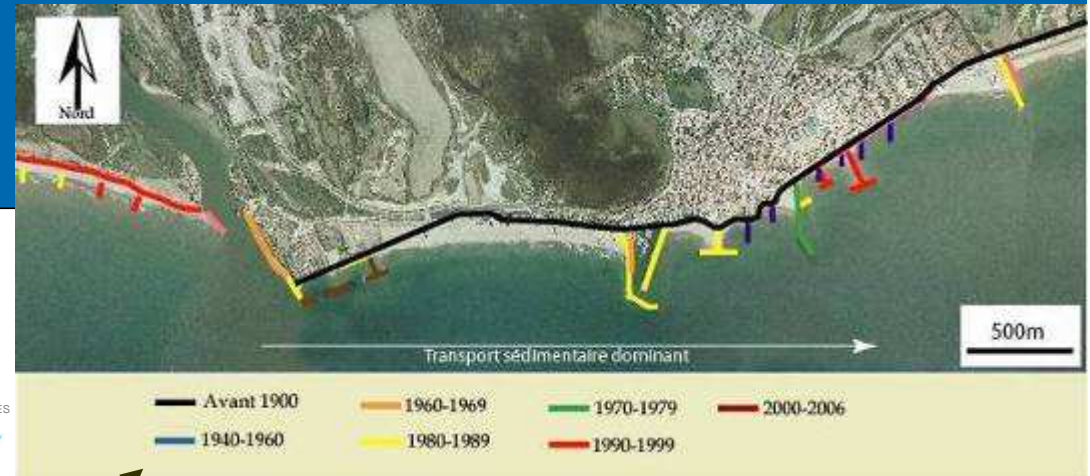 Nord
500m
Transport sédimentaire dominant
ES
Avant 1900
1960-1969
1970-1979
2000-2006
1940-1960
1980-1989
1990-1999